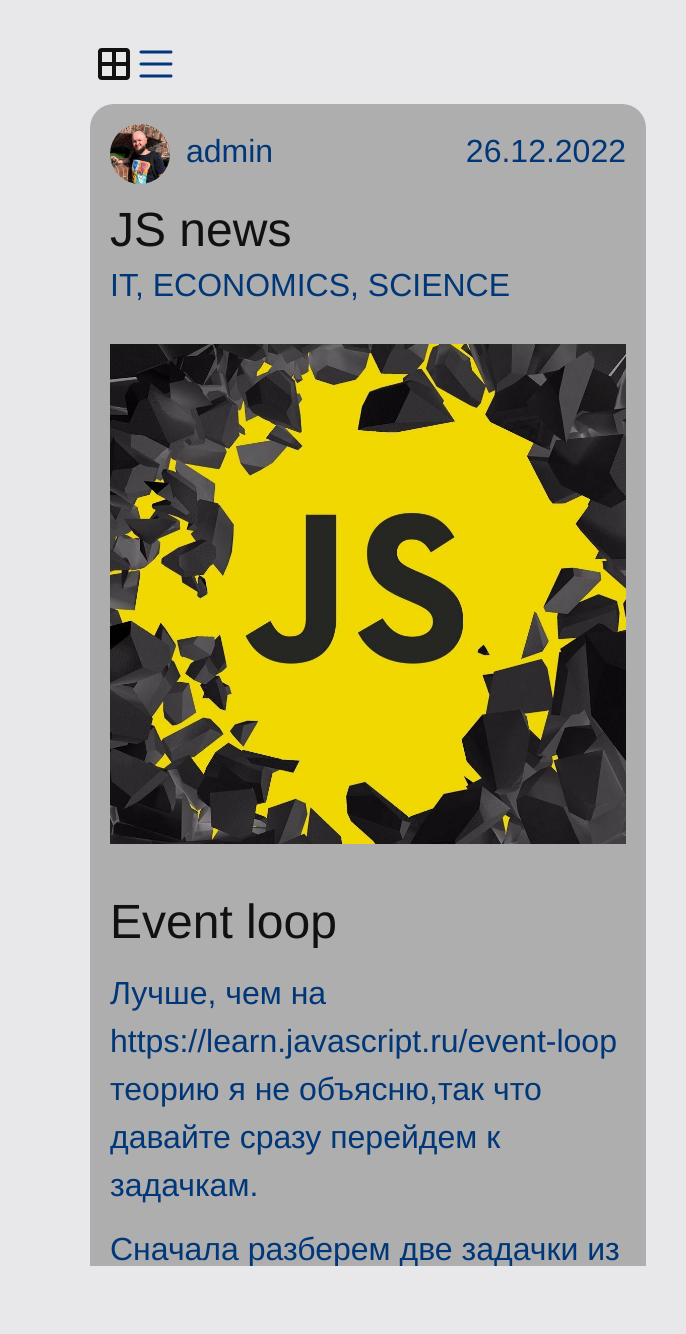 admin 26.12.2022
JS news
IT, ECONOMICS, SCIENCE
JS
Event loop
Лучше, чем на
https://learn.javascript.ru/event-loop
теорию я не объясню,так что
давайте сразу перейдем к
задачкам.
Сначала разберем две задачки из